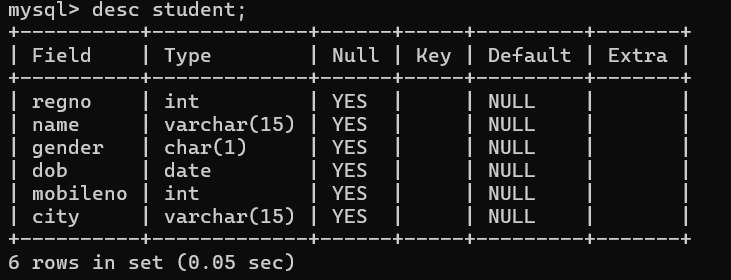 mysql> desc student;
+----------+-------------+------+-----+---------+-------+
| Field    | Type        | Null | Key | Default | Extra |
+----------+-------------+------+-----+---------+-------+
| regno    | int         | YES  |     | NULL    |       |
| name     | varchar(15) | YES  |     | NULL    |       |
| gender   | char(1)     | YES  |     | NULL    |       |
| dob      | date        | YES  |     | NULL    |       |
| mobileno | int         | YES  |     | NULL    |       |
| city     | varchar(15) | YES  |     | NULL    |       |
+----------+-------------+------+-----+---------+-------+
6 rows in set (0.05 sec)